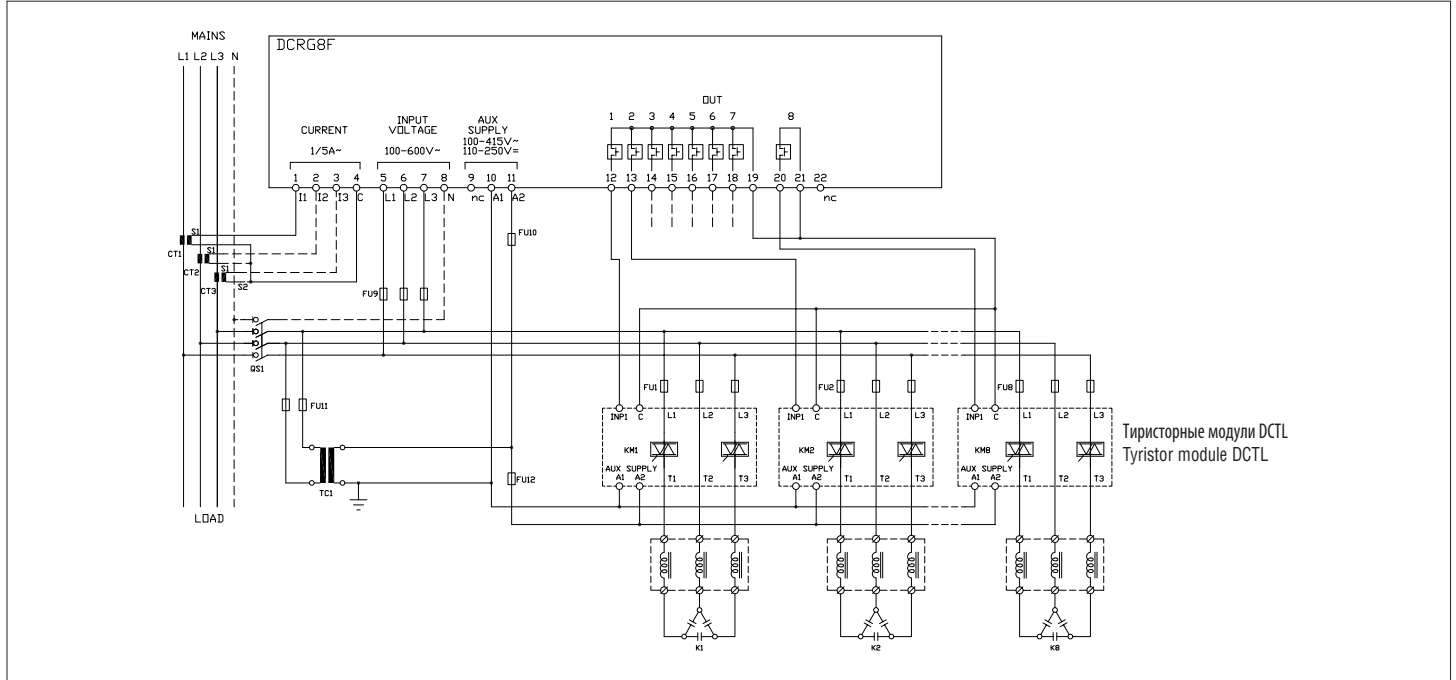 MAINS
L1 L2 L3 N
DCRG8F
OUT
1 2 3 4 5 6 7 8
CURRENT
1/5A~
INPUT
VOLTAGE
100-600V~
AUX
SUPPLY
100-415V~
110-250V=
1 2 3 4 5 6 7 8 9 10 11 12 13 14 15 16 17 18 19 20 21 22
I1 I2 I3 C L1 L2 L3 N nc A1 A2 nc
S1
CT1
S1
CT2
S1
CT3
S2
FU10
FU9
QS1
FU11
TC1
FU12
LOAD
FU1 FU2 FU8
INP1 C L1 L2 L3
INP1 C L1 L2 L3
INP1 C L1 L2 L3
KM1 KM2 KM8
AUX SUPPLY
A1 A2 T1 T2 T3
AUX SUPPLY
A1 A2 T1 T2 T3
AUX SUPPLY
A1 A2 T1 T2 T3
Тиристорные модули DCTL
Tyristor module DCTL
K1 K2 K8